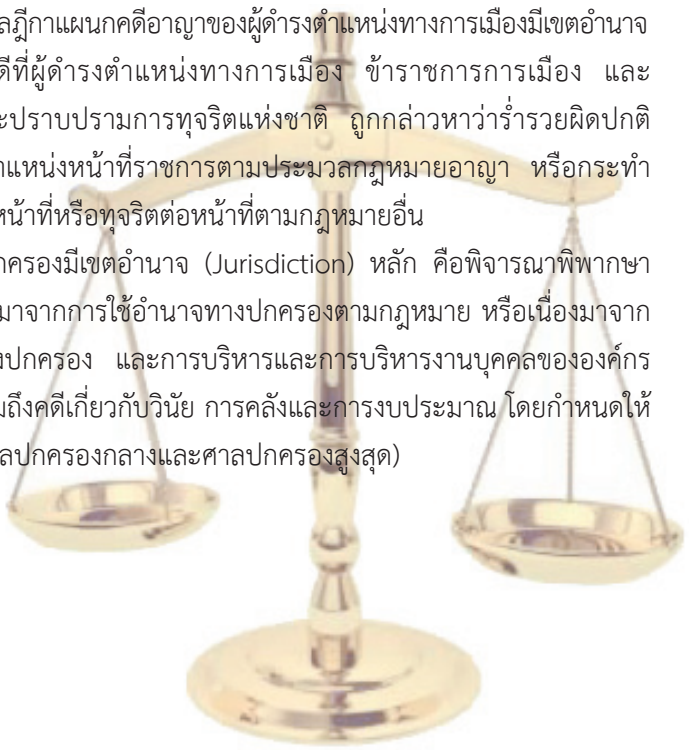 ลฎีกาแผนกคดีอาญาของผู้ดำรงตำแหน่งทางการเมืองมีเขตอำนาจ
ดีที่ผู้ดำรงตำแหน่งทางการเมือง ข้าราชการการเมือง และ
ะปราบปรามการทุจริตแห่งชาติ ถูกกล่าวหาว่าร่ำรวยผิดปกติ
ำแหน่งหน้าที่ราชการตามประมวลกฎหมายอาญา หรือกระทำ
หน้าที่หรือทุจริตต่อหน้าที่ตามกฎหมายอื่น
กครองมีเขตอำนาจ (Jurisdiction) หลัก คือพิจารณาพิพากษา
มาจากการใช้อำนาจทางปกครองตามกฎหมาย หรือเนื่องมาจาก
งปกครอง และการบริหารและการบริหารงานบุคคลขององค์กร
มถึงคดีเกี่ยวกับวินัย การคลังและการงบประมาณ โดยกำหนดให้
ลปกครองกลางและศาลปกครองสูงสุด)